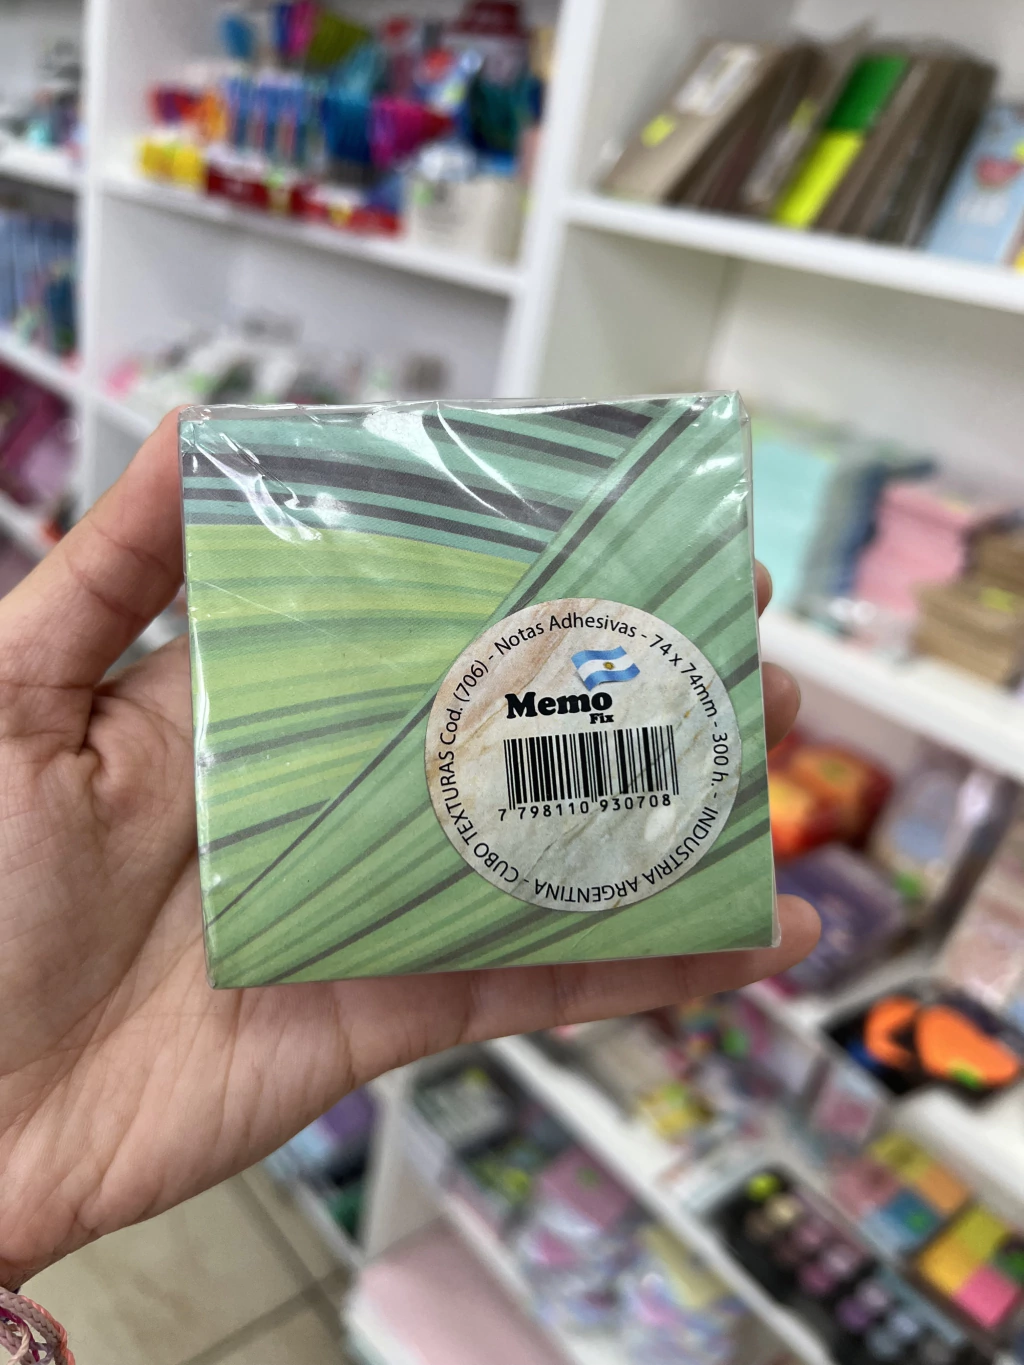 CUBO TEXTURAS Cod. (706) - Notas Adhesivas - 74 x 74mm - 300 h. - INDUSTRIA ARGENTINA -
Memo
Fix
7 798110 930708